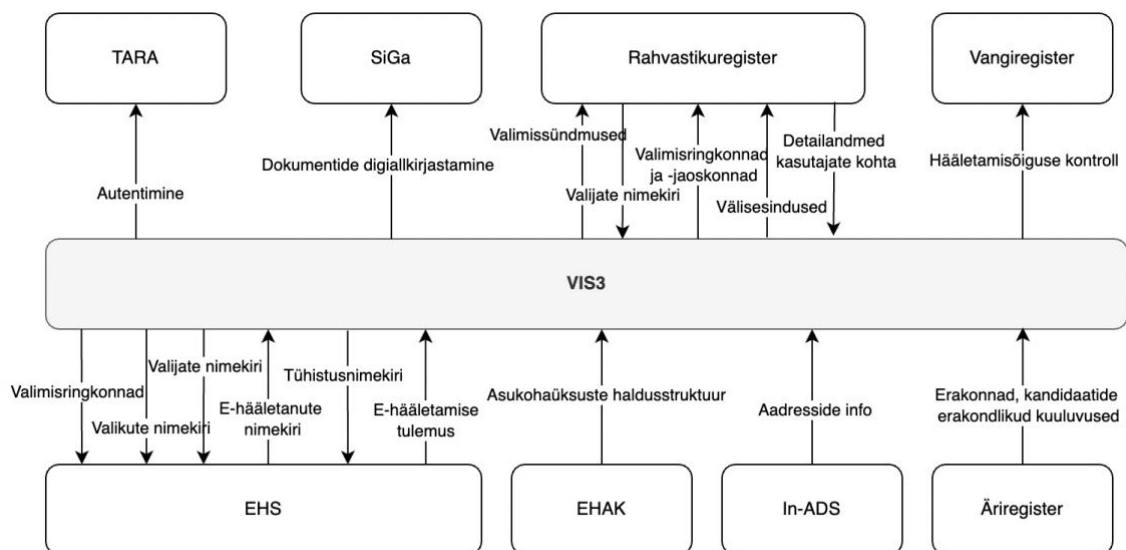 TARA
SiGa
Rahvastikuregister
Vangiregister
Autentimine
Dokumentide digiallkirjastamine
Valimissündmused
Valijate nimekiri
Valimisringkonnad
ja -jaoskonnad
Välisesindused
Detailandmed
kasutajate kohta
Hääletamisõiguse kontroll
VIS3
Valimisringkonnad
Valikute nimekiri
Valijate nimekiri
E-hääletanute
nimekiri
Tühistusnimekiri
E-hääletamise
tulemus
Asukohaüksuste haldusstruktuur
Aadresside info
Erakonnad, kandidaatide
erakondlikud kuuluvused
EHS
EHAK
In-ADS
Äriregister